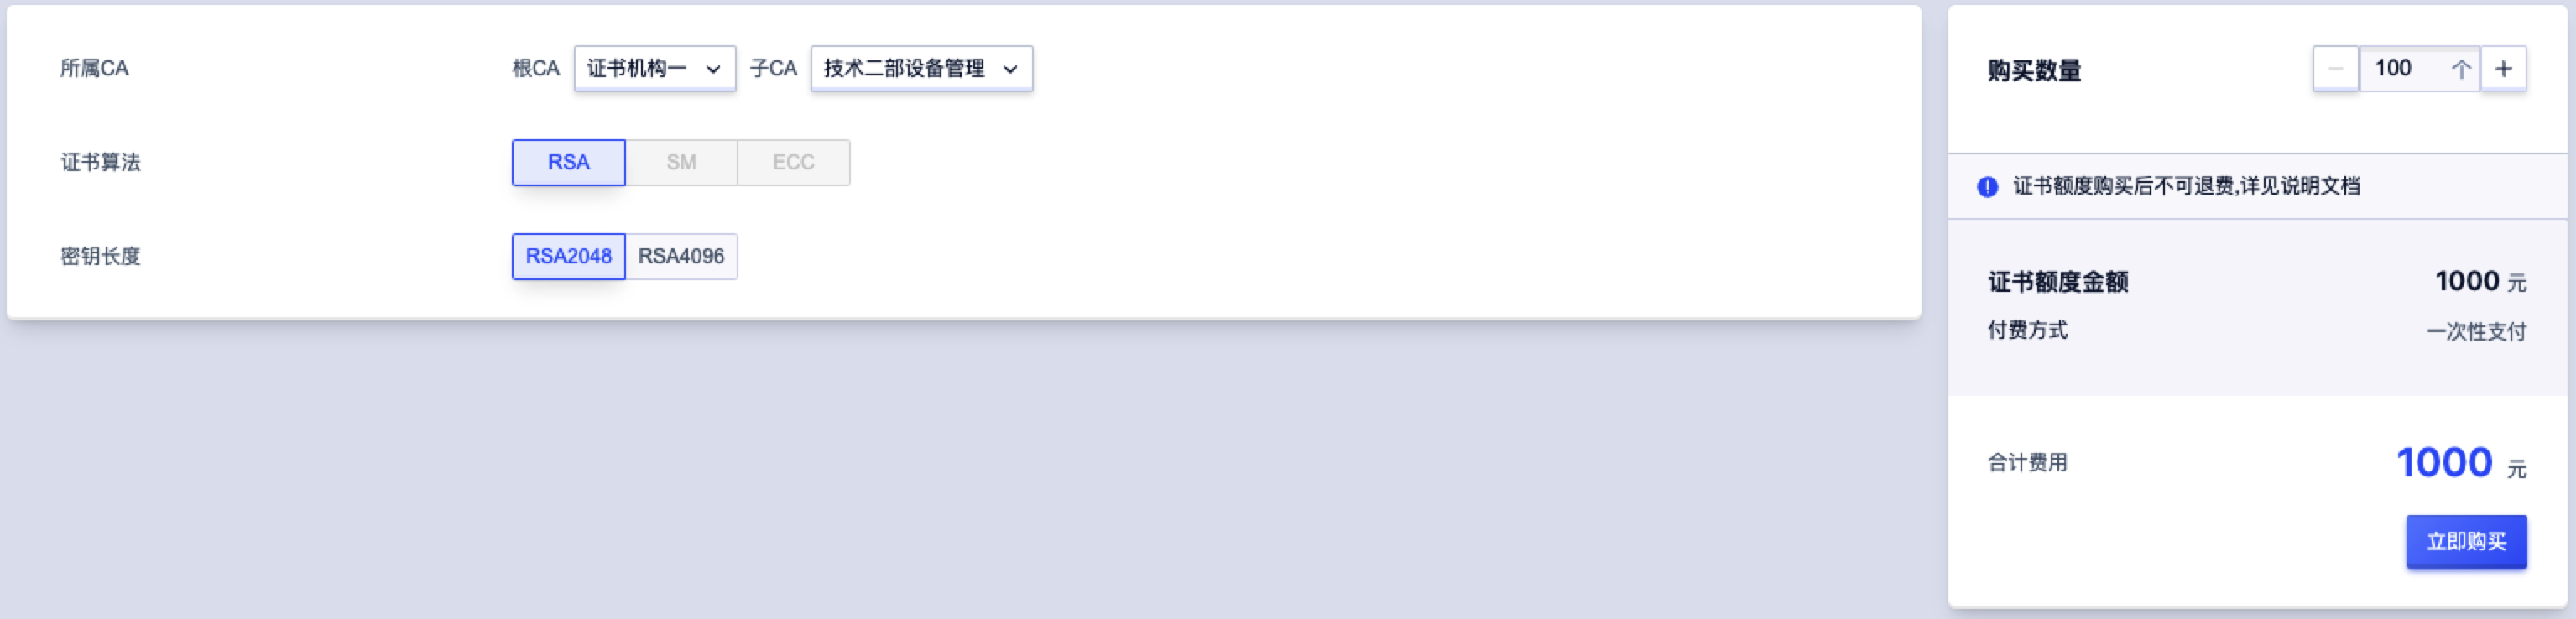 所属CA 根CA 证书机构一 子CA 技术二部设备管理
证书算法 RSA SM ECC
密钥长度 RSA2048 RSA4096
购买数量 100 个
证书额度购买后不可退费,详见说明文档
证书额度金额 1000 元
付费方式 一次性支付
合计费用 1000 元
立即购买